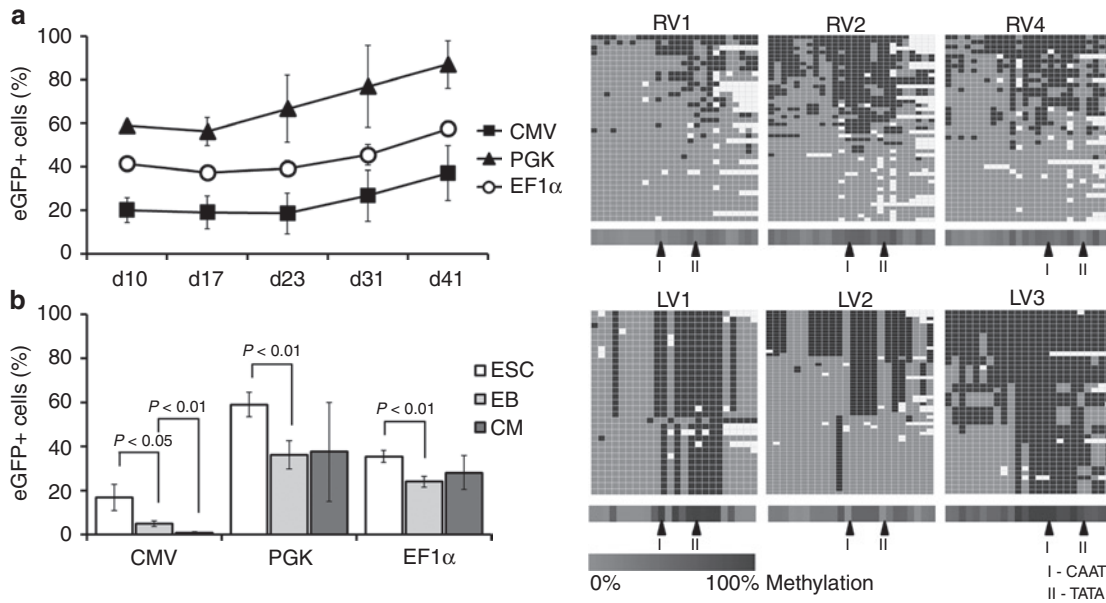 a
eGFP+ cells (%)
100
80
60
40
20
0
d10 d17 d23 d31 d41
CMV
PGK
EF1α
b
eGFP+ cells (%)
100
80
60
40
20
0
P < 0.05
P < 0.01
P < 0.01
P < 0.01
ESC
EB
CM
CMV PGK EF1α
RV1 RV2 RV4
I II I II I II
LV1 LV2 LV3
I II I II I II
0% 100% Methylation
I - CAAT
II - TATA